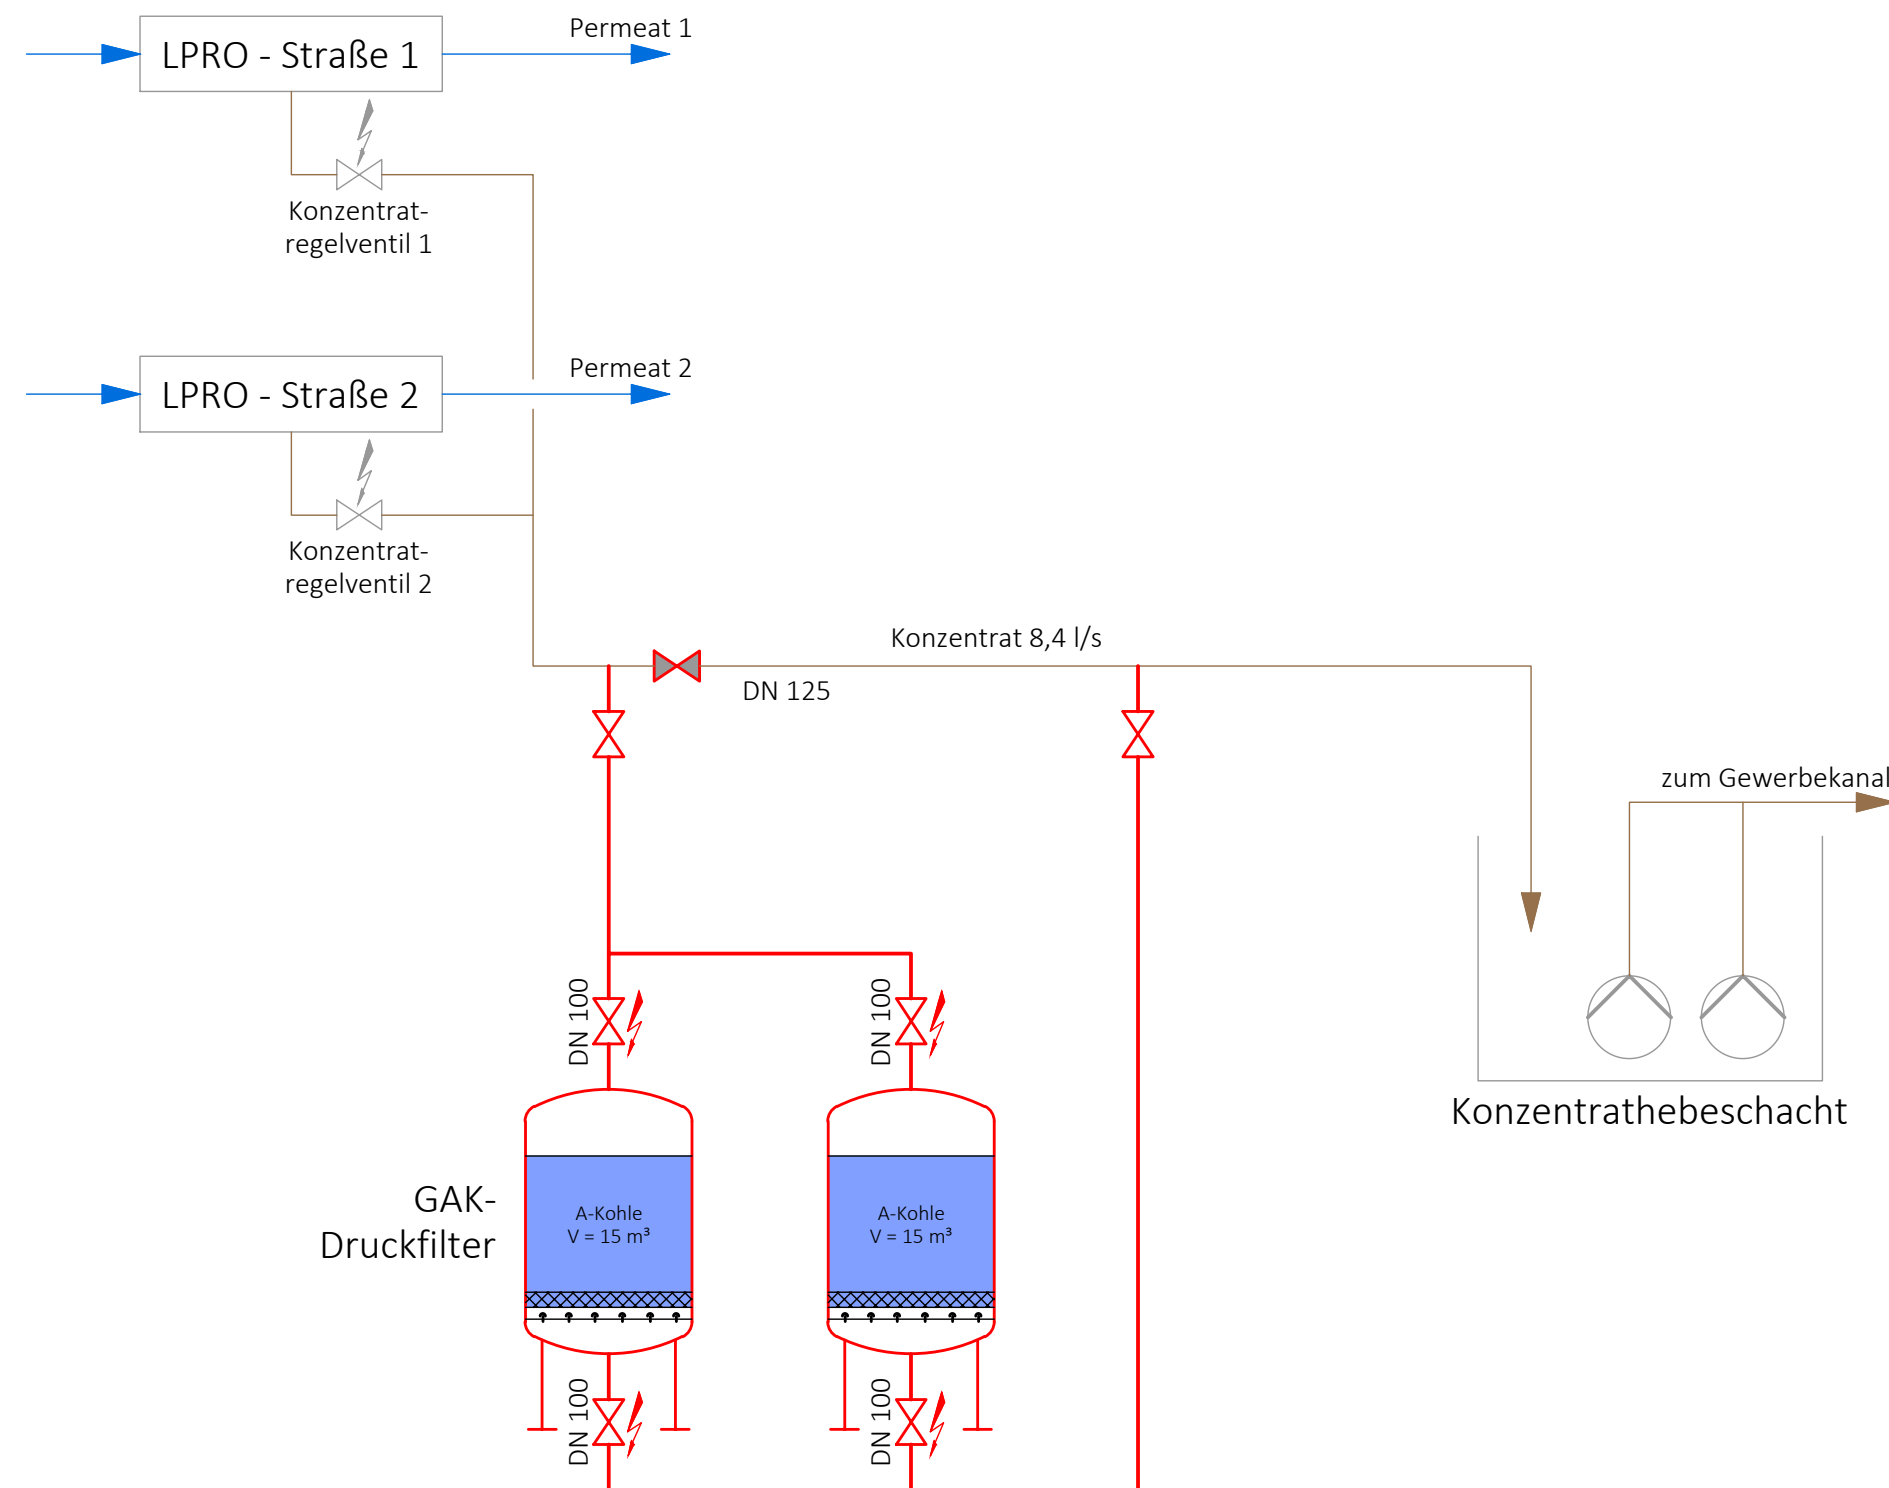 Permeat 1
LPRO - Straße 1
Konzentrat-
regelventil 1
Permeat 2
LPRO - Straße 2
Konzentrat-
regelventil 2
Konzentrat 8,4 l/s
DN 125
zum Gewerbekanal
DN 100
DN 100
Konzentrathebeschacht
GAK-
Druckfilter
A-Kohle
V = 15 m³
A-Kohle
V = 15 m³
DN 100
DN 100